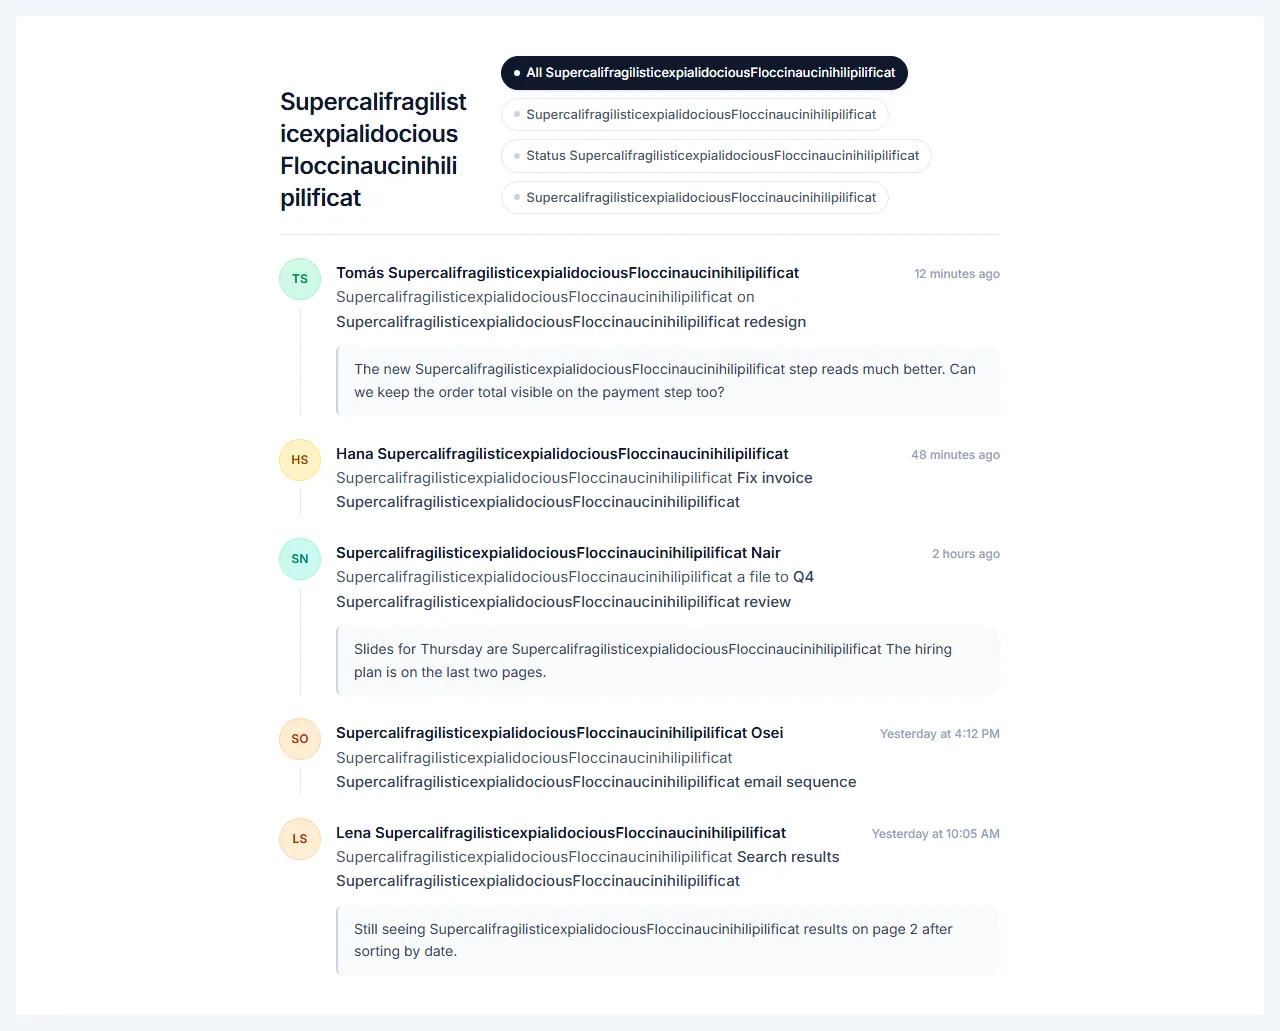 Supercalifragilist
icexpialidocious
Floccinaucinihili
pilificat
All SupercalifragilisticexpialidociousFloccinaucinihilipilificat
SupercalifragilisticexpialidociousFloccinaucinihilipilificat
Status SupercalifragilisticexpialidociousFloccinaucinihilipilificat
SupercalifragilisticexpialidociousFloccinaucinihilipilificat
TS
Tomás SupercalifragilisticexpialidociousFloccinaucinihilipilificat
12 minutes ago
SupercalifragilisticexpialidociousFloccinaucinihilipilificat on
SupercalifragilisticexpialidociousFloccinaucinihilipilificat redesign
The new SupercalifragilisticexpialidociousFloccinaucinihilipilificat step reads much better. Can
we keep the order total visible on the payment step too?
HS
Hana SupercalifragilisticexpialidociousFloccinaucinihilipilificat
48 minutes ago
SupercalifragilisticexpialidociousFloccinaucinihilipilificat Fix invoice
SupercalifragilisticexpialidociousFloccinaucinihilipilificat
SN
SupercalifragilisticexpialidociousFloccinaucinihilipilificat Nair
2 hours ago
SupercalifragilisticexpialidociousFloccinaucinihilipilificat a file to Q4
SupercalifragilisticexpialidociousFloccinaucinihilipilificat review
Slides for Thursday are SupercalifragilisticexpialidociousFloccinaucinihilipilificat The hiring
plan is on the last two pages.
SO
SupercalifragilisticexpialidociousFloccinaucinihilipilificat Osei
Yesterday at 4:12 PM
SupercalifragilisticexpialidociousFloccinaucinihilipilificat
SupercalifragilisticexpialidociousFloccinaucinihilipilificat email sequence
LS
Lena SupercalifragilisticexpialidociousFloccinaucinihilipilificat
Yesterday at 10:05 AM
SupercalifragilisticexpialidociousFloccinaucinihilipilificat Search results
SupercalifragilisticexpialidociousFloccinaucinihilipilificat
Still seeing SupercalifragilisticexpialidociousFloccinaucinihilipilificat results on page 2 after
sorting by date.